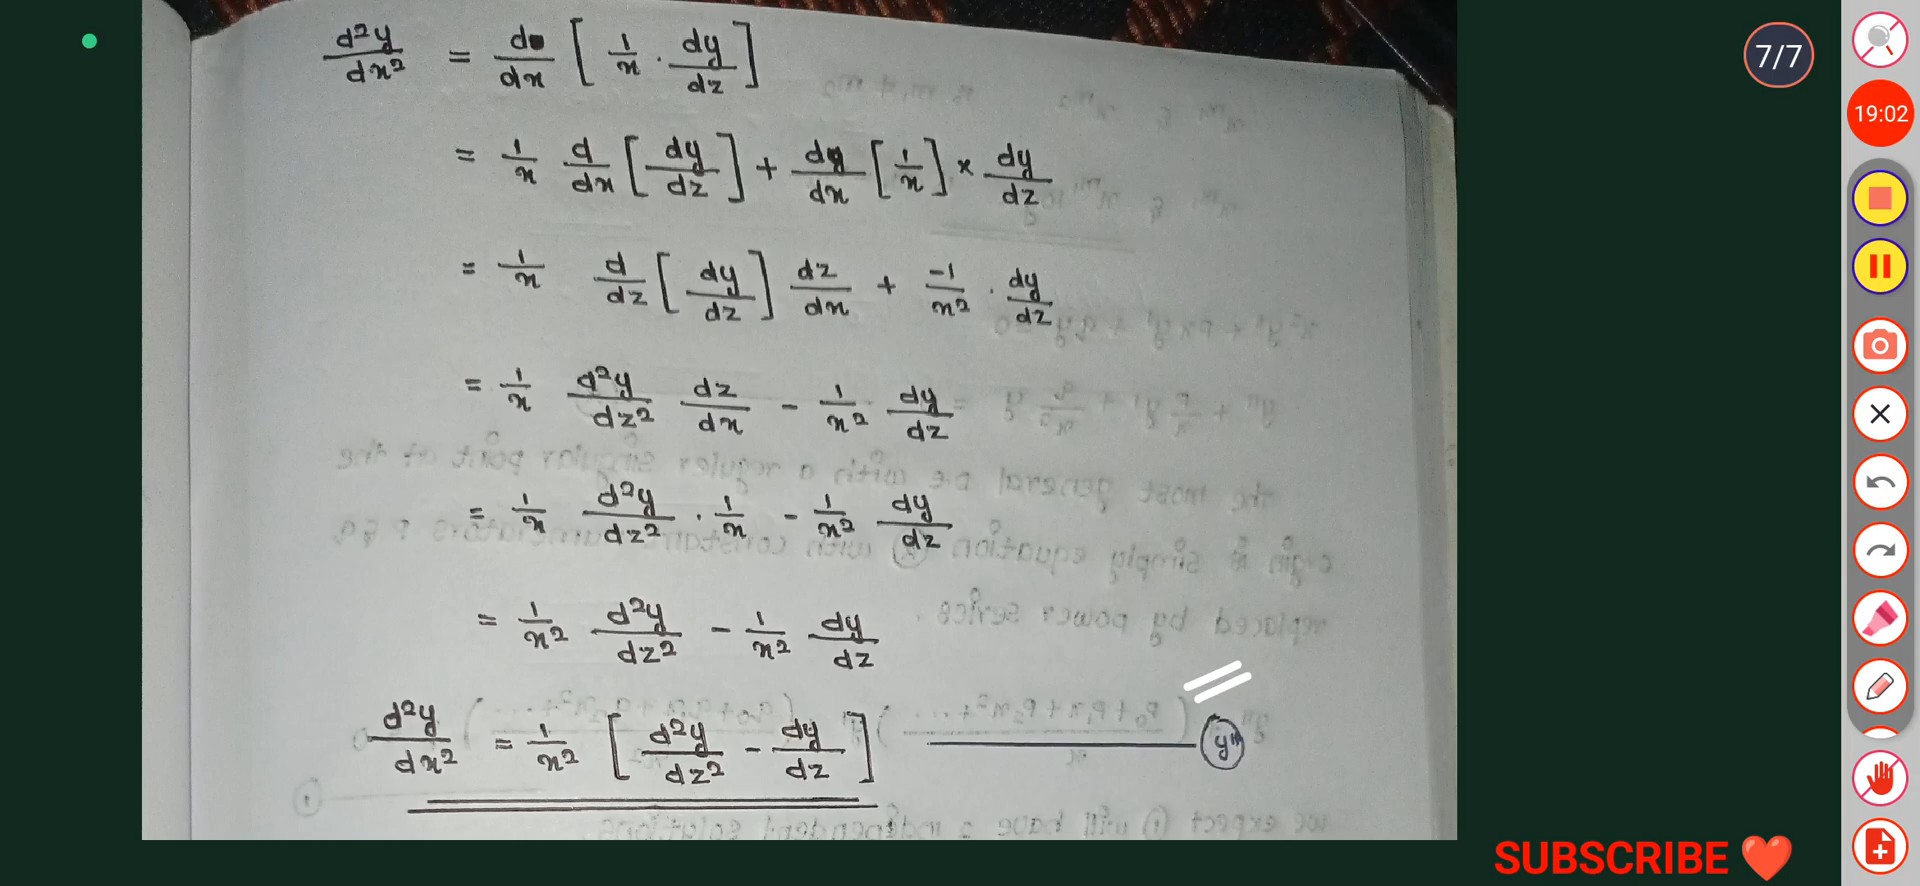 d²y/dx² = d/dx [ 1/x · dy/dz ]
7/7
19:02
= 1/x d/dx [ dy/dz ] + d/dx [ 1/x ] × dy/dz
= 1/x d/dz [ dy/dz ] dz/dx + -1/x² · dy/dz
= 1/x d²y/dz² dz/dx - 1/x² dy/dz
= 1/x d²y/dz² · 1/x - 1/x² dy/dz
= 1/x² d²y/dz² - 1/x² dy/dz
d²y/dx² = 1/x² [ d²y/dz² - dy/dz ] y"
SUBSCRIBE ❤️